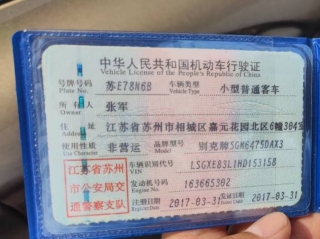 中华人民共和国机动车行驶证
Vehicle License of the People's Republic of China
号牌号码 苏E78N6B 车辆类型 小型普通客车
Plate No. Vehicle Type
所有人 张军
Owner
住址 江苏省苏州市相城区嘉元花园北区6幢304室
Address
使用性质 非营运 品牌型号 别克牌SGM6475DAX3
Use Character Model
江苏省苏州市公安局交通警察支队
车辆识别代号
VIN LSGXE83L1HD153158
发动机号码 163665302
Engine No.
注册日期 2017-03-31 发证日期 2017-03-31
Register Date Issue Date